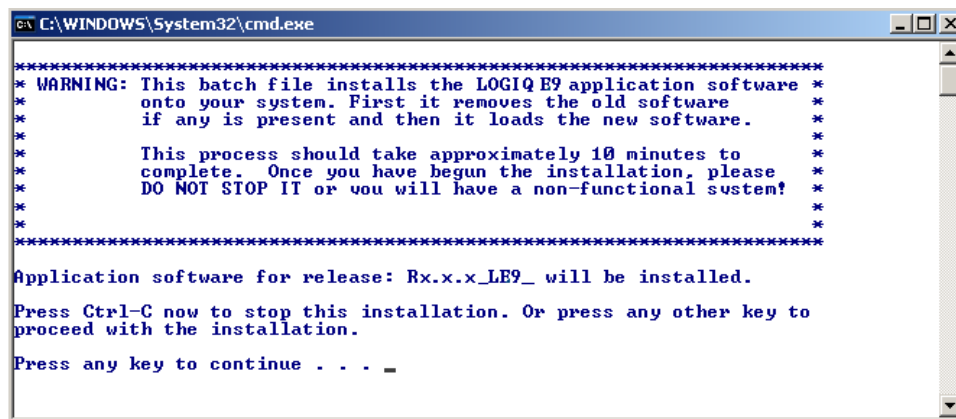 C:\WINDOWS\System32\cmd.exe
*********************************************************************
* WARNING: This batch file installs the LOGIQ E9 application software *
* onto your system. First it removes the old software *
* if any is present and then it loads the new software. *
* *
* This process should take approximately 10 minutes to *
* complete. Once you have begun the installation, please *
* DO NOT STOP IT or you will have a non-functional system! *
* *
* *
*********************************************************************
Application software for release: Rx.x.x_LE9_ will be installed.
Press Ctrl-C now to stop this installation. Or press any other key to
proceed with the installation.
Press any key to continue . . . _